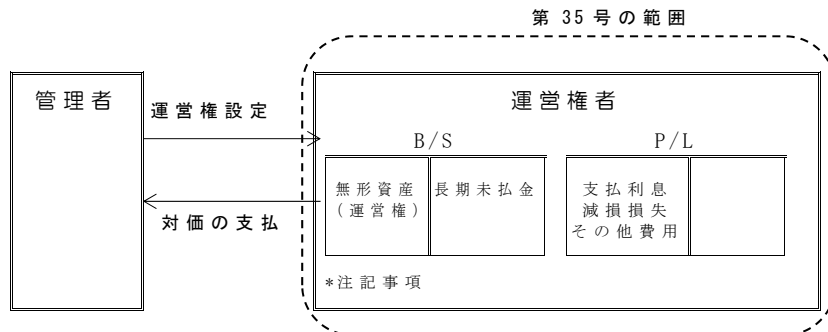 第35号の範囲
管理者
運営権者
運営権設定
B/S
P/L
無形資産
(運営権)
長期未払金
支払利息
減損損失
その他費用
対価の支払
*注記事項